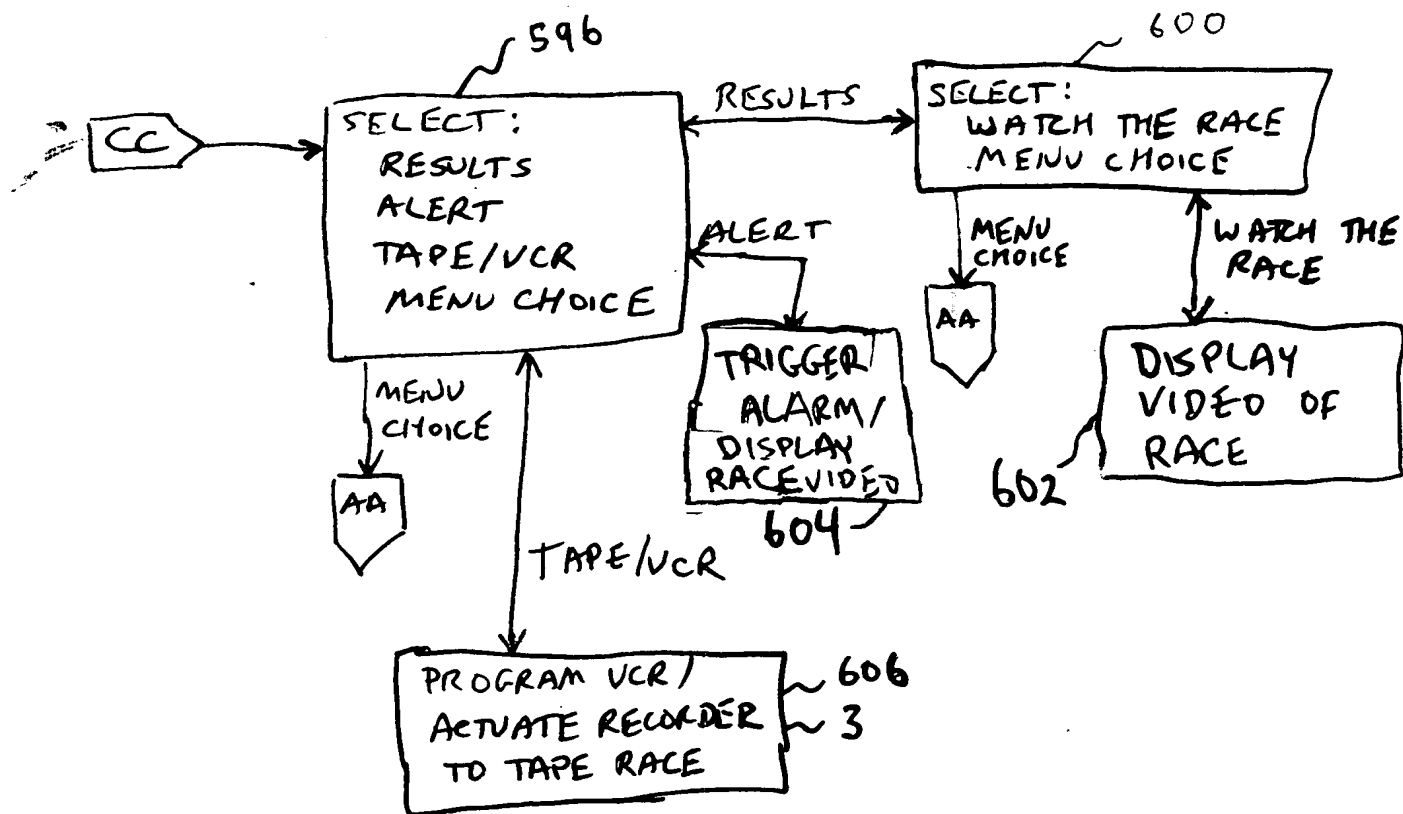 596
600
CC
SELECT:
RESULTS
ALERT
TAPE/VCR
MENU CHOICE
RESULTS
SELECT:
WATCH THE RACE
MENU CHOICE
ALERT
MENU
CHOICE
WATCH THE
RACE
MENU
CHOICE
AA
AA
TRIGGER
ALARM/
DISPLAY
RACE VIDEO
604
DISPLAY
VIDEO OF
RACE
602
TAPE/VCR
PROGRAM VCR/
ACTUATE RECORDER
TO TAPE RACE
606
3